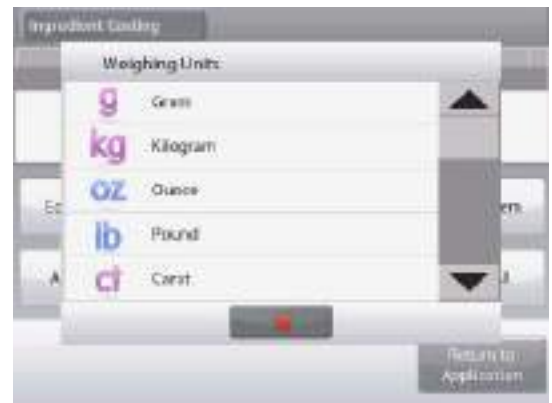 Ingredient Costing
Weighing Units
g Gram
kg Kilogram
oz Ounce
lb Pound
ct Carat
Return to
Application